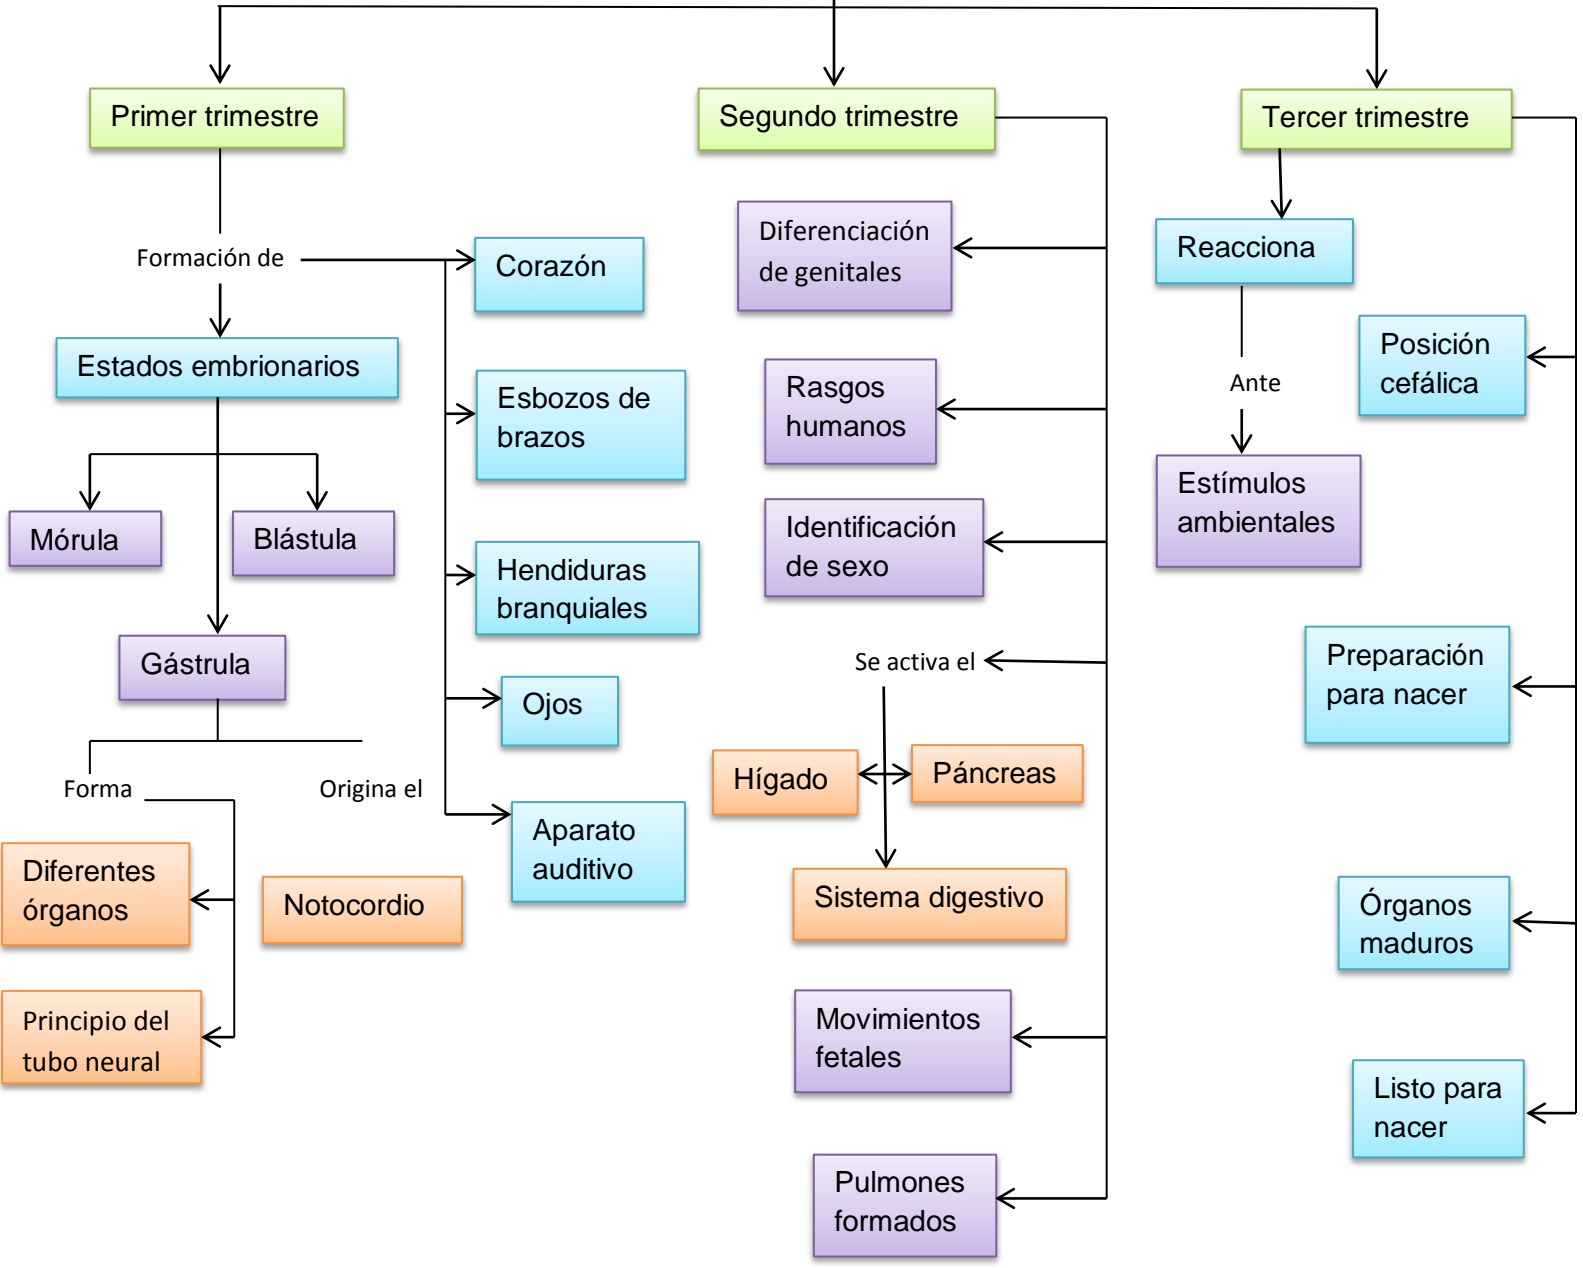 Primer trimestre
Formación de
Estados embrionarios
Mórula
Blástula
Gástrula
Forma
Origina el
Diferentes
órganos
Notocordio
Principio del
tubo neural
Corazón
Esbozos de
brazos
Hendiduras
branquiales
Ojos
Aparato
auditivo
Segundo trimestre
Diferenciación
de genitales
Rasgos
humanos
Identificación
de sexo
Se activa el
Hígado
Páncreas
Sistema digestivo
Movimientos
fetales
Pulmones
formados
Tercer trimestre
Reacciona
Ante
Estímulos
ambientales
Posición
cefálica
Preparación
para nacer
Órganos
maduros
Listo para
nacer